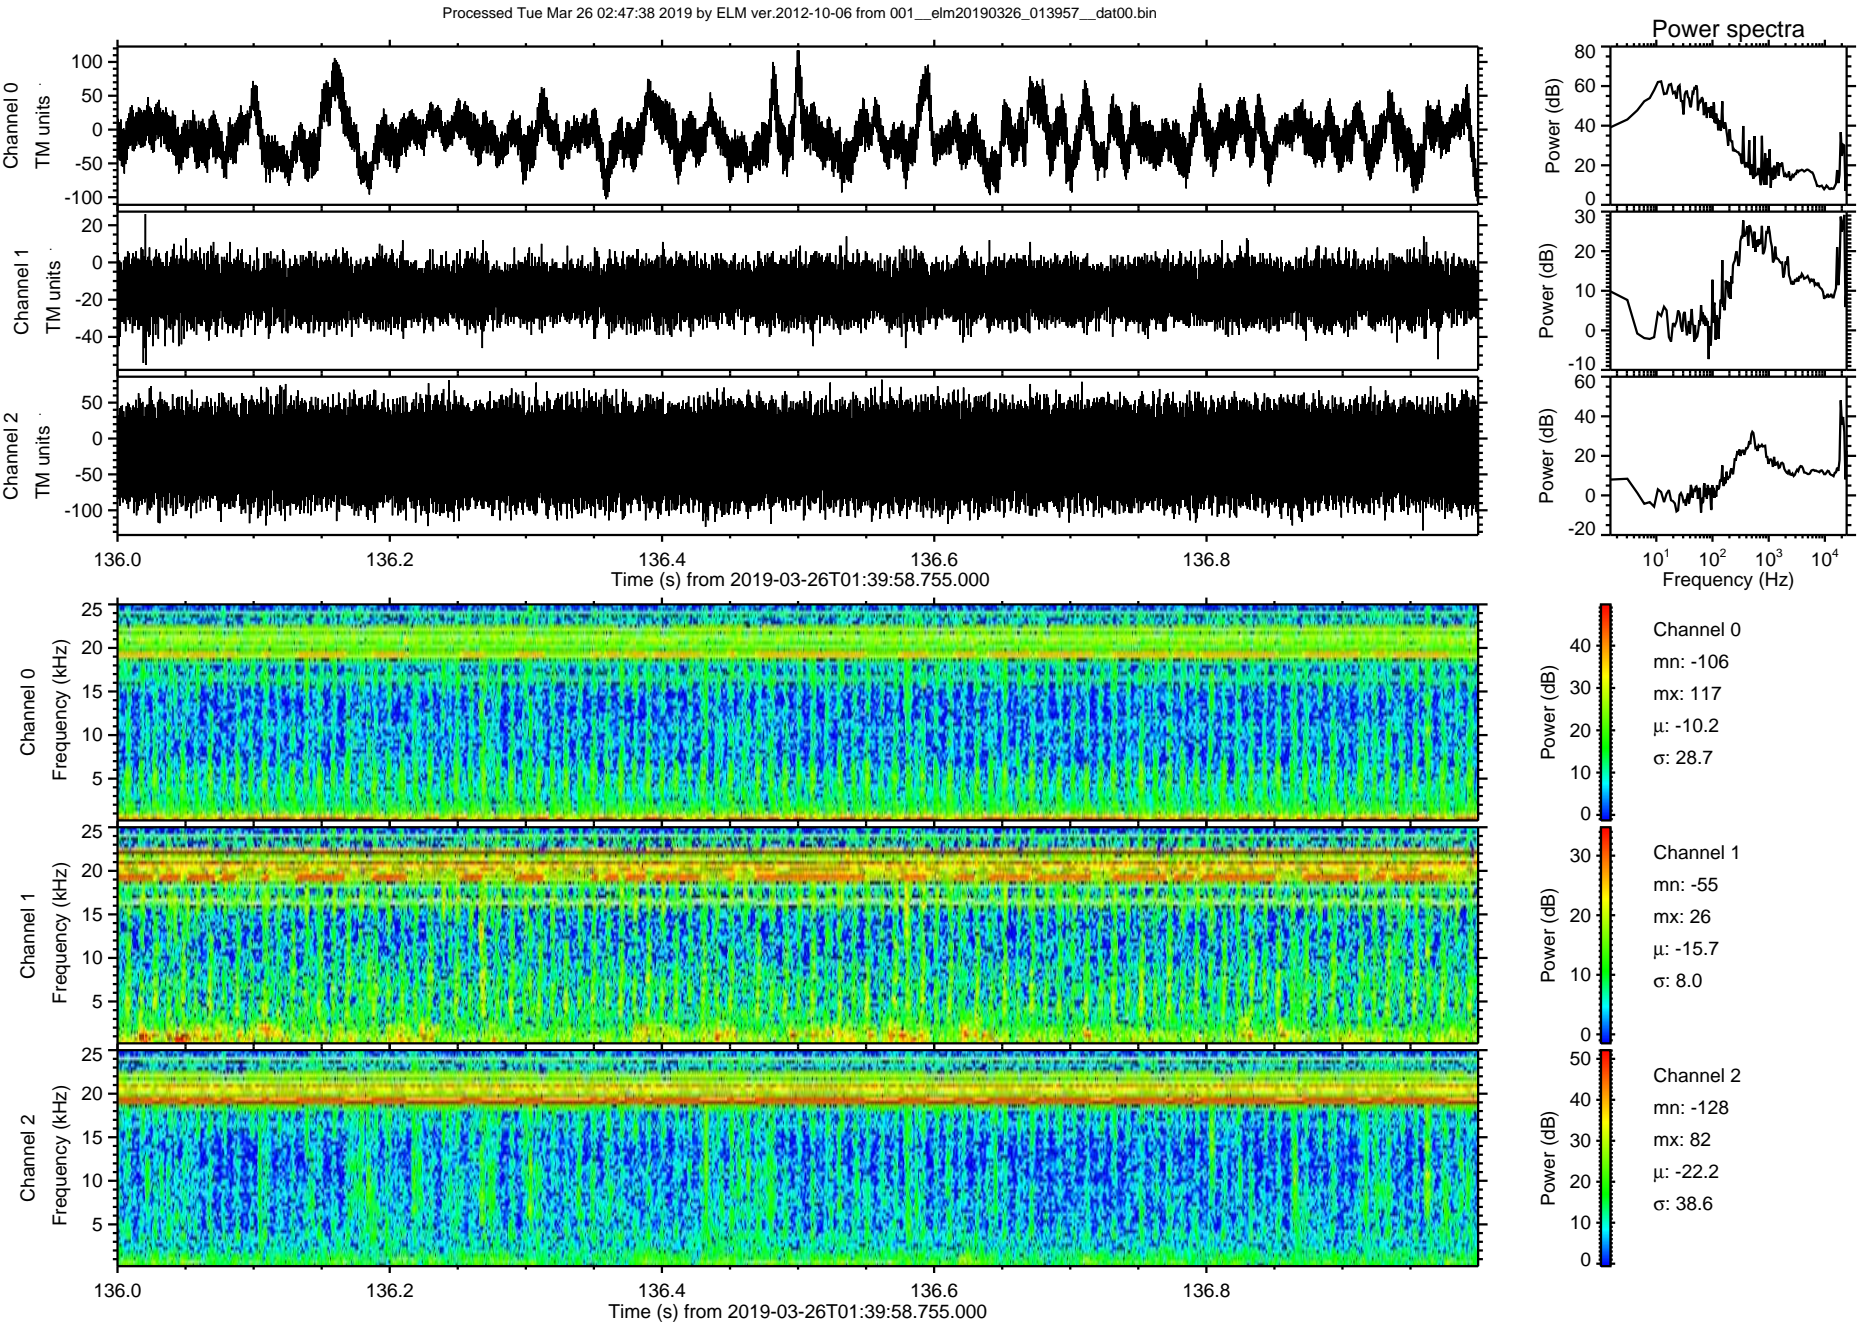 Processed Tue Mar 26 02:47:38 2019 by ELM ver.2012-10-06 from 001__elm20190326_013957__dat00.bin
Power spectra
Channel 0
TM units
100
50
0
-50
-100
Power (dB)
80
60
40
20
0
Channel 1
TM units
20
0
-20
-40
Power (dB)
30
20
10
0
-10
Channel 2
TM units
50
0
-50
-100
Power (dB)
60
40
20
0
-20
136.0 136.2 136.4 136.6 136.8
Time (s) from 2019-03-26T01:39:58.755.000
10¹ 10² 10³ 10⁴
Frequency (Hz)
Channel 0
Frequency (kHz)
25
20
15
10
5
Power (dB)
40
30
20
10
0
Channel 0
mn: -106
mx: 117
μ: -10.2
σ: 28.7
Channel 1
Frequency (kHz)
25
20
15
10
5
Power (dB)
30
20
10
0
Channel 1
mn: -55
mx: 26
μ: -15.7
σ: 8.0
Channel 2
Frequency (kHz)
25
20
15
10
5
Power (dB)
50
40
30
20
10
0
Channel 2
mn: -128
mx: 82
μ: -22.2
σ: 38.6
136.0 136.2 136.4 136.6 136.8
Time (s) from 2019-03-26T01:39:58.755.000